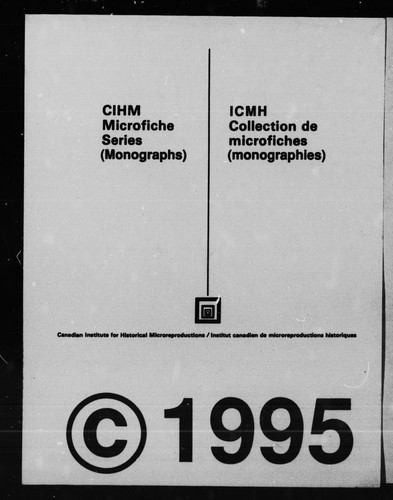 CIHM
Microfiche
Series
(Monographs)
ICMH
Collection de
microfiches
(monographies)
Canadian Institute for Historical Microreproductions / Institut canadien de microreproductions historiques
© 1995